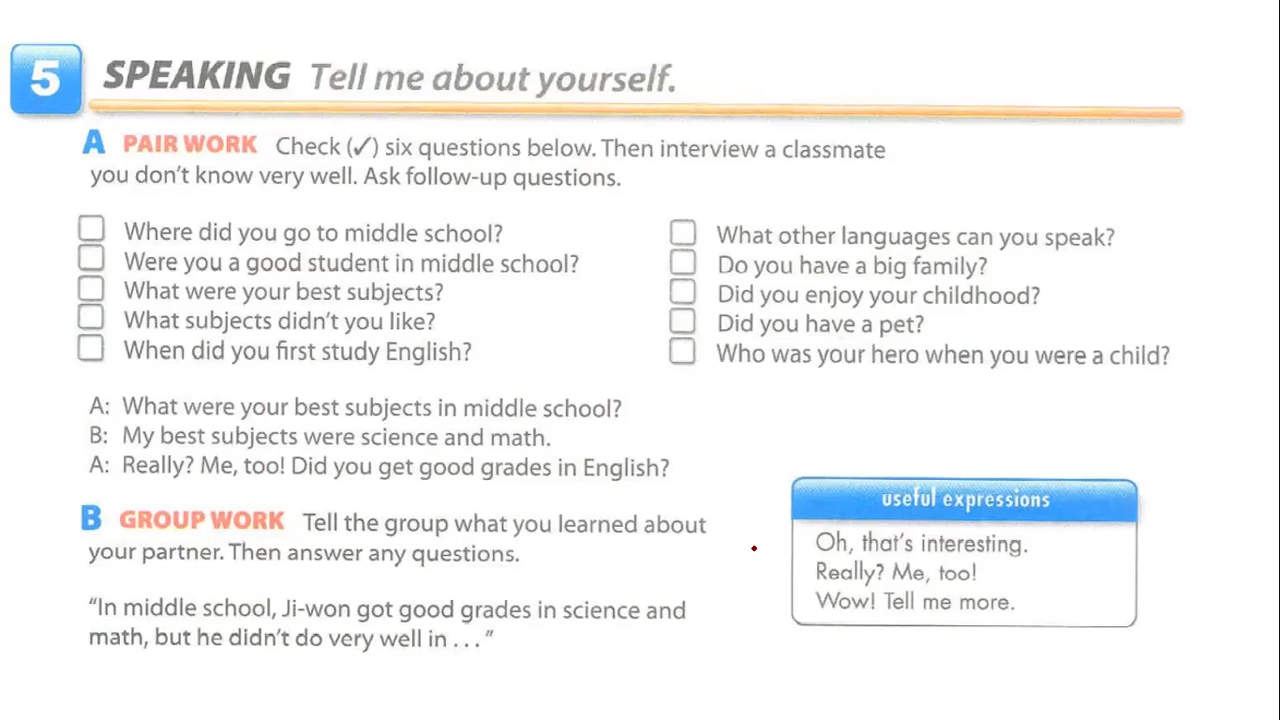 5 SPEAKING Tell me about yourself.
A PAIR WORK Check (✓) six questions below. Then interview a classmate
you don't know very well. Ask follow-up questions.
Where did you go to middle school?
Were you a good student in middle school?
What were your best subjects?
What subjects didn't you like?
When did you first study English?
What other languages can you speak?
Do you have a big family?
Did you enjoy your childhood?
Did you have a pet?
Who was your hero when you were a child?
A: What were your best subjects in middle school?
B: My best subjects were science and math.
A: Really? Me, too! Did you get good grades in English?
B GROUP WORK Tell the group what you learned about
your partner. Then answer any questions.
"In middle school, Ji-won got good grades in science and
math, but he didn't do very well in . . . "
useful expressions
Oh, that's interesting.
Really? Me, too!
Wow! Tell me more.